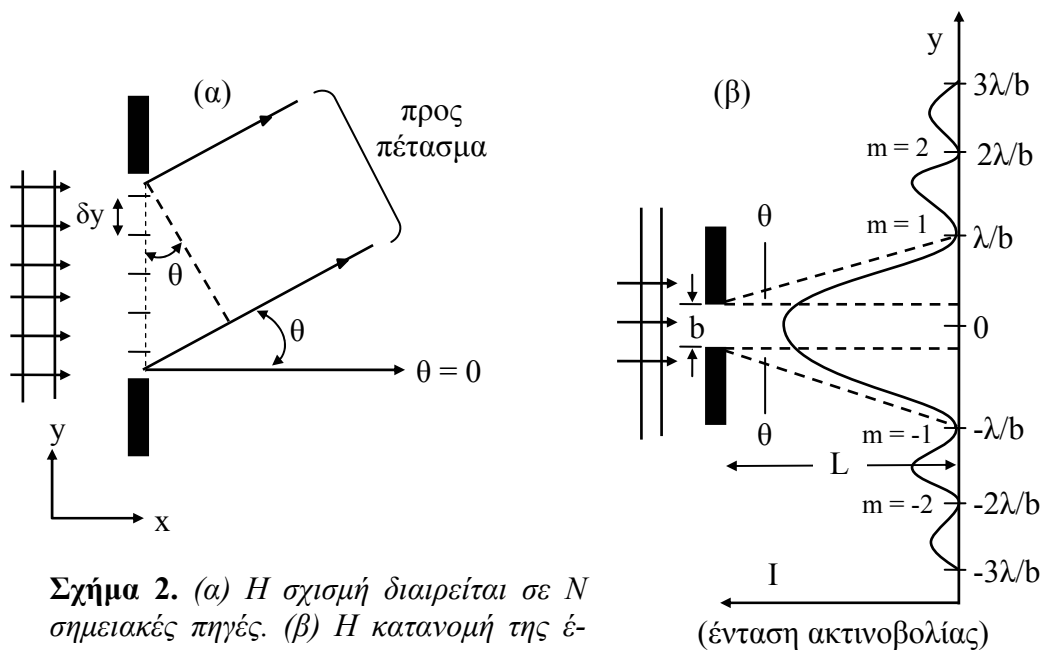 (α)
προς
πέτασμα
δy
θ
θ
θ = 0
y
x
(β)
y
3λ/b
m = 2
2λ/b
θ
m = 1
λ/b
b
0
θ
m = -1
-λ/b
L
m = -2
-2λ/b
-3λ/b
I
(ένταση ακτινοβολίας)
Σχήμα 2. (α) Η σχισμή διαιρείται σε Ν
σημειακές πηγές. (β) Η κατανομή της έ-